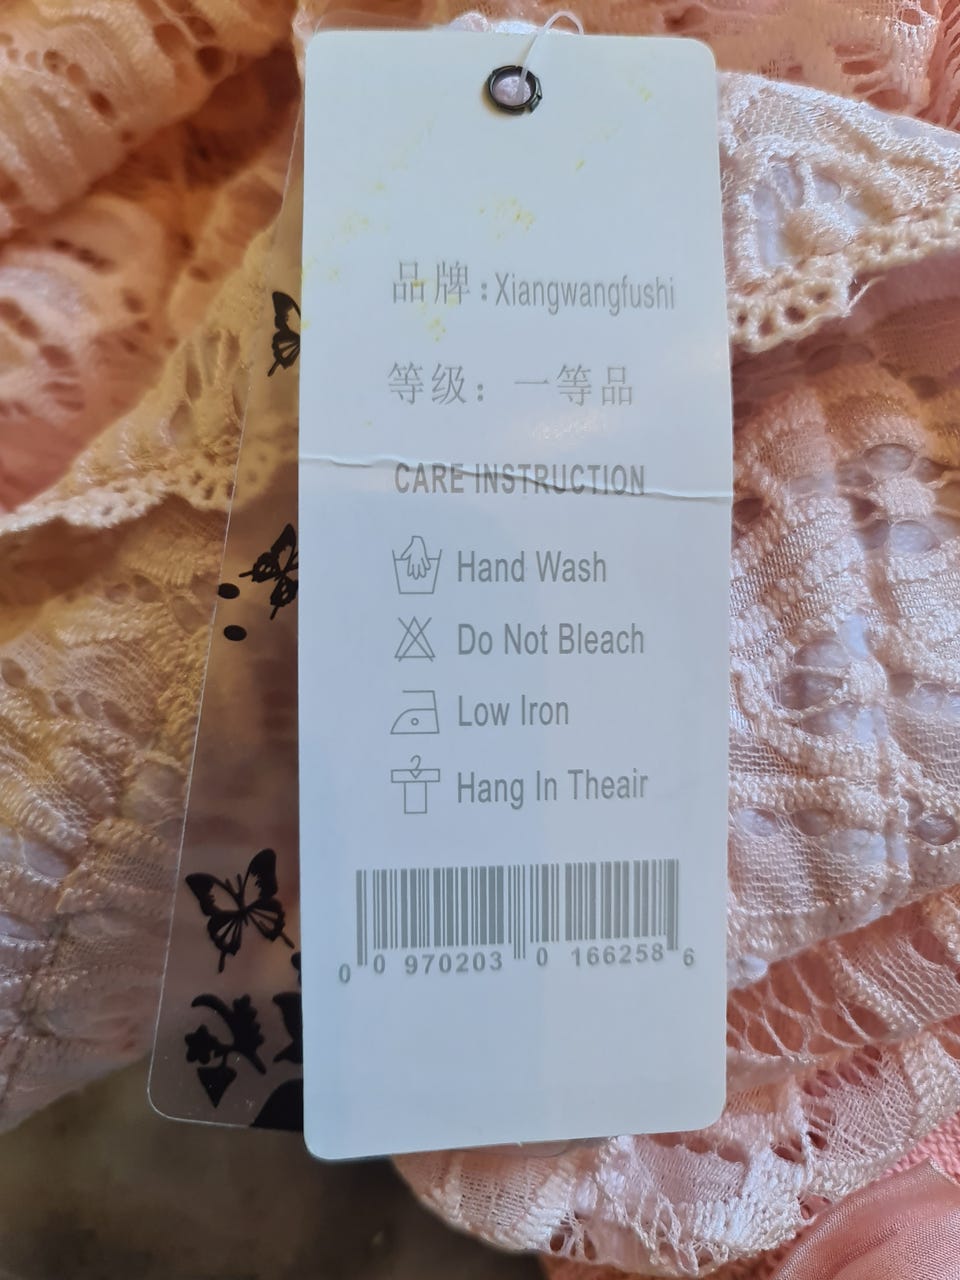 品牌:Xiangwangfushi
等级: 一等品
CARE INSTRUCTION
Hand Wash
Do Not Bleach
Low Iron
Hang In Theair
0 0 970203 0 166258 6